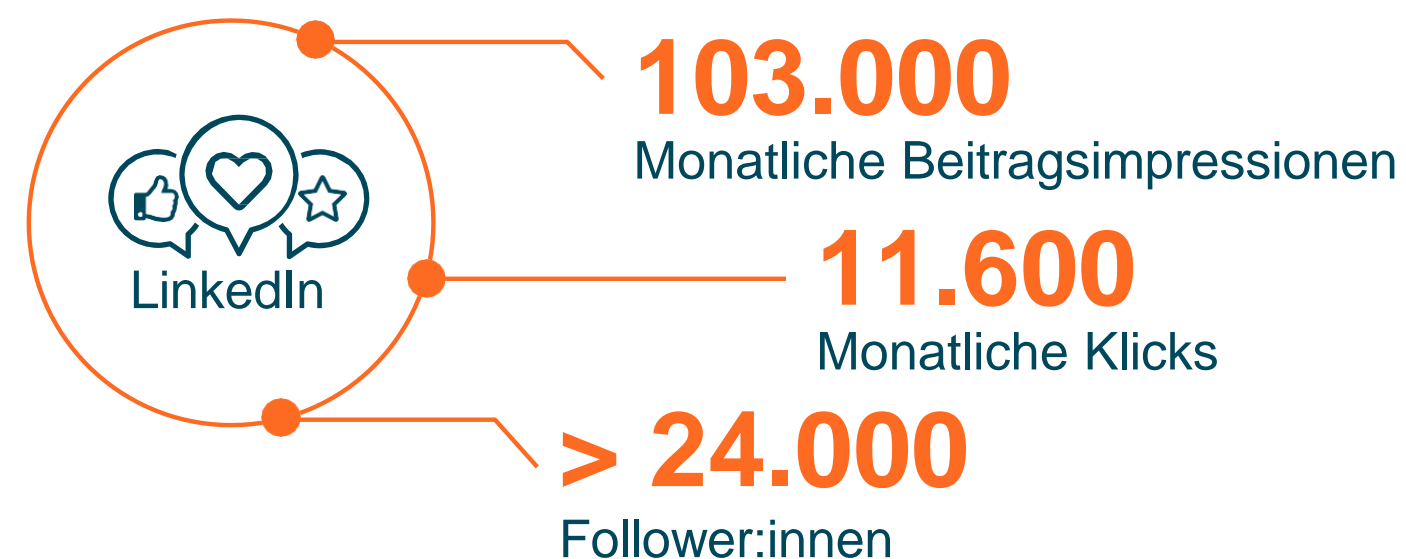 103.000
Monatliche Beitragsimpressionen
LinkedIn
11.600
Monatliche Klicks
> 24.000
Follower:innen